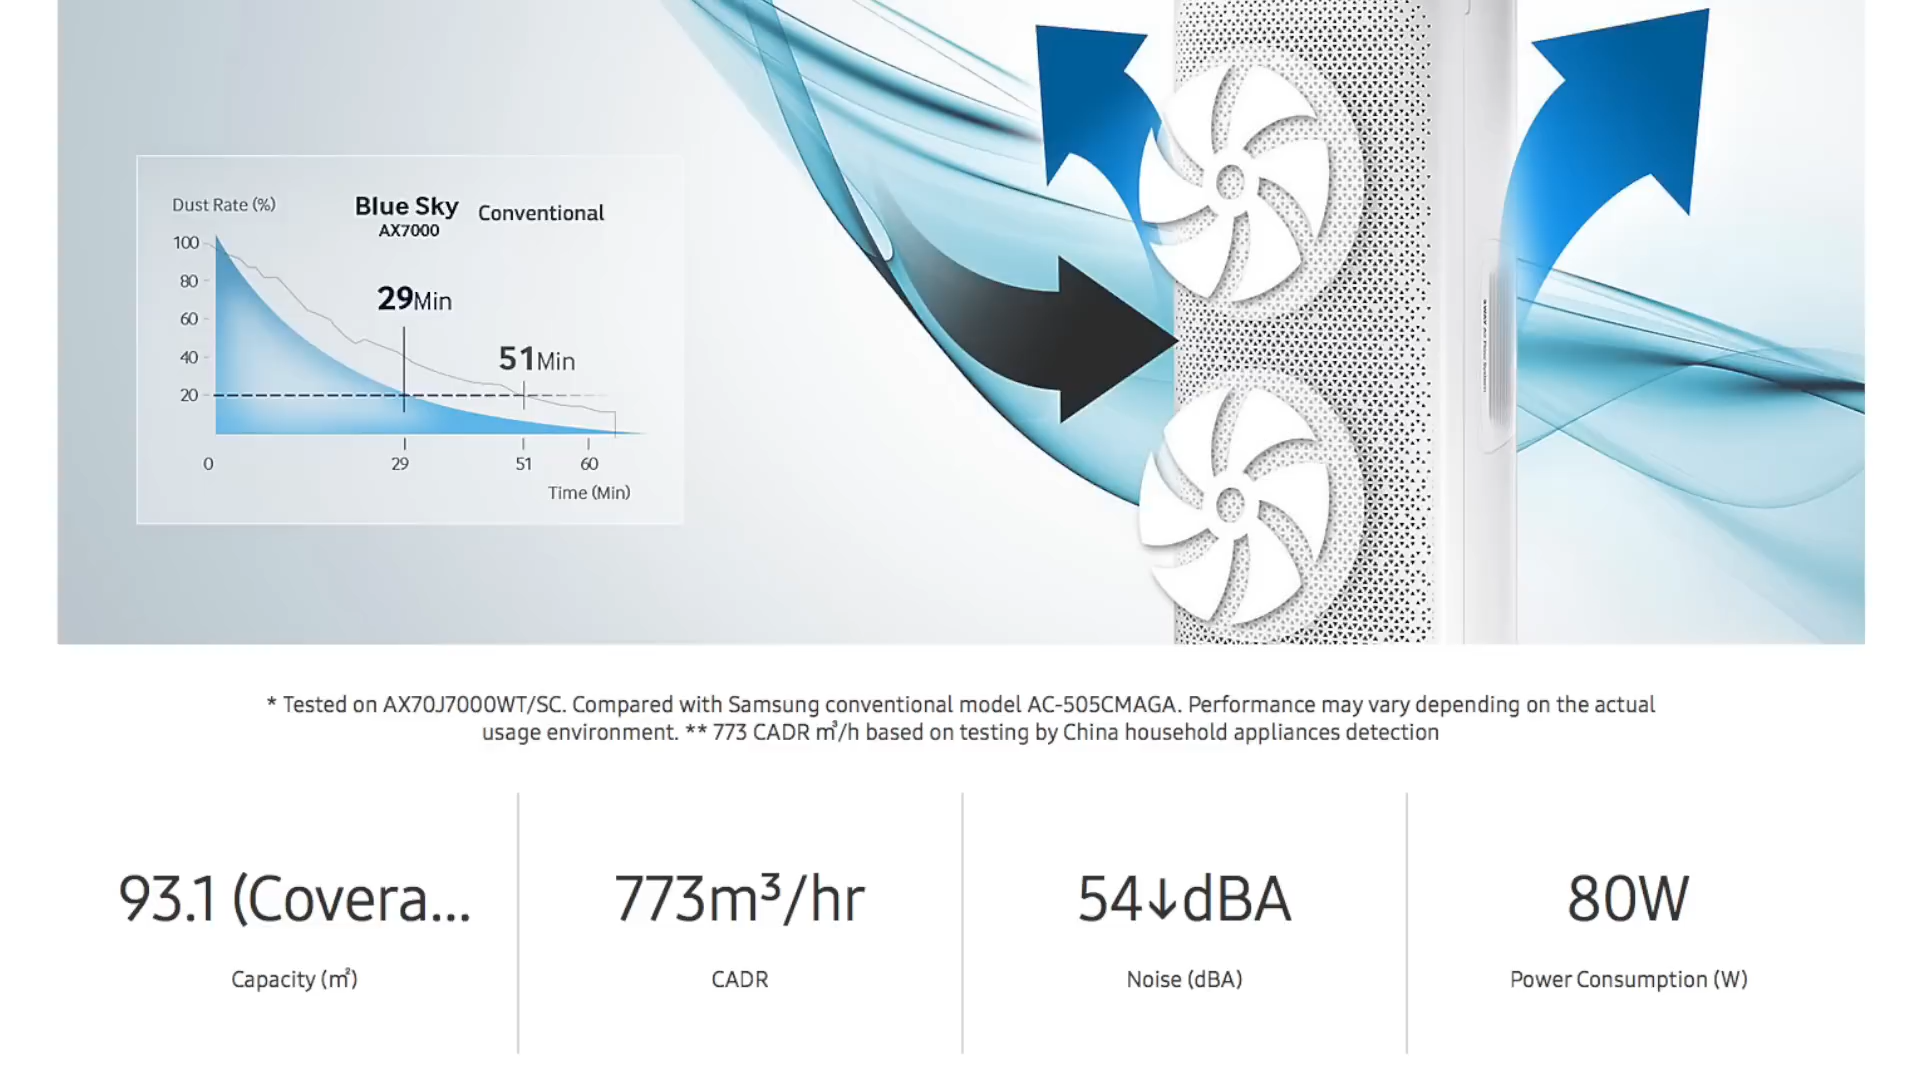 Dust Rate (%)
Blue Sky Conventional
AX7000
100
80
60
40
20
29Min
51Min
0 29 51 60
Time (Min)
* Tested on AX70J7000WT/SC. Compared with Samsung conventional model AC-505CMAGA. Performance may vary depending on the actual
usage environment. ** 773 CADR ㎥/h based on testing by China household appliances detection
93.1 (Covera...
Capacity (㎡)
773m³/hr
CADR
54↓dBA
Noise (dBA)
80W
Power Consumption (W)